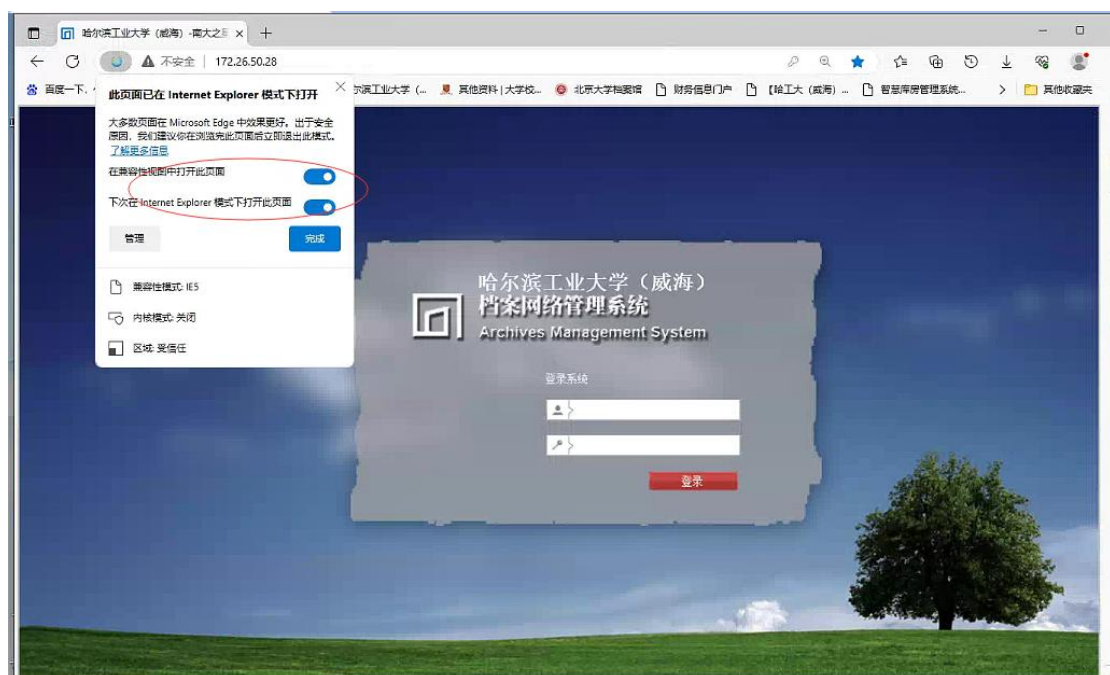 哈尔滨工业大学（威海）-南大之
不安全 | 172.26.50.28
百度一下，
尔滨工业大学（...
其他资料|大学校...
北京大学档案馆
财务信息门户
【哈工大（威海）...
智慧库房管理系统...
其他收藏夹
此页面已在 Internet Explorer 模式下打开
大多数页面在 Microsoft Edge 中效果更好。出于安全
原因，我们建议你在浏览完此页面后立即退出此模式。
了解更多信息
在兼容性视图中打开此页面
下次在 Internet Explorer 模式下打开此页面
管理
完成
兼容性模式: IE5
内核模式: 关闭
区域: 受信任
哈尔滨工业大学（威海）
档案网络管理系统
Archives Management System
登录系统
登录